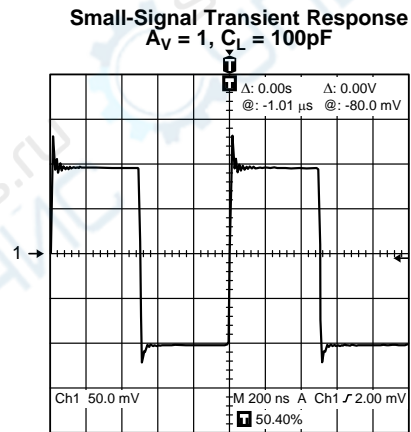 Small-Signal Transient Response
A_V = 1, C_L = 100pF
T
T
Δ: 0.00s Δ: 0.00V
@: -1.01 μs @: -80.0 mV
1
Ch1 50.0 mV M 200 ns A Ch1 2.00 mV
T 50.40%